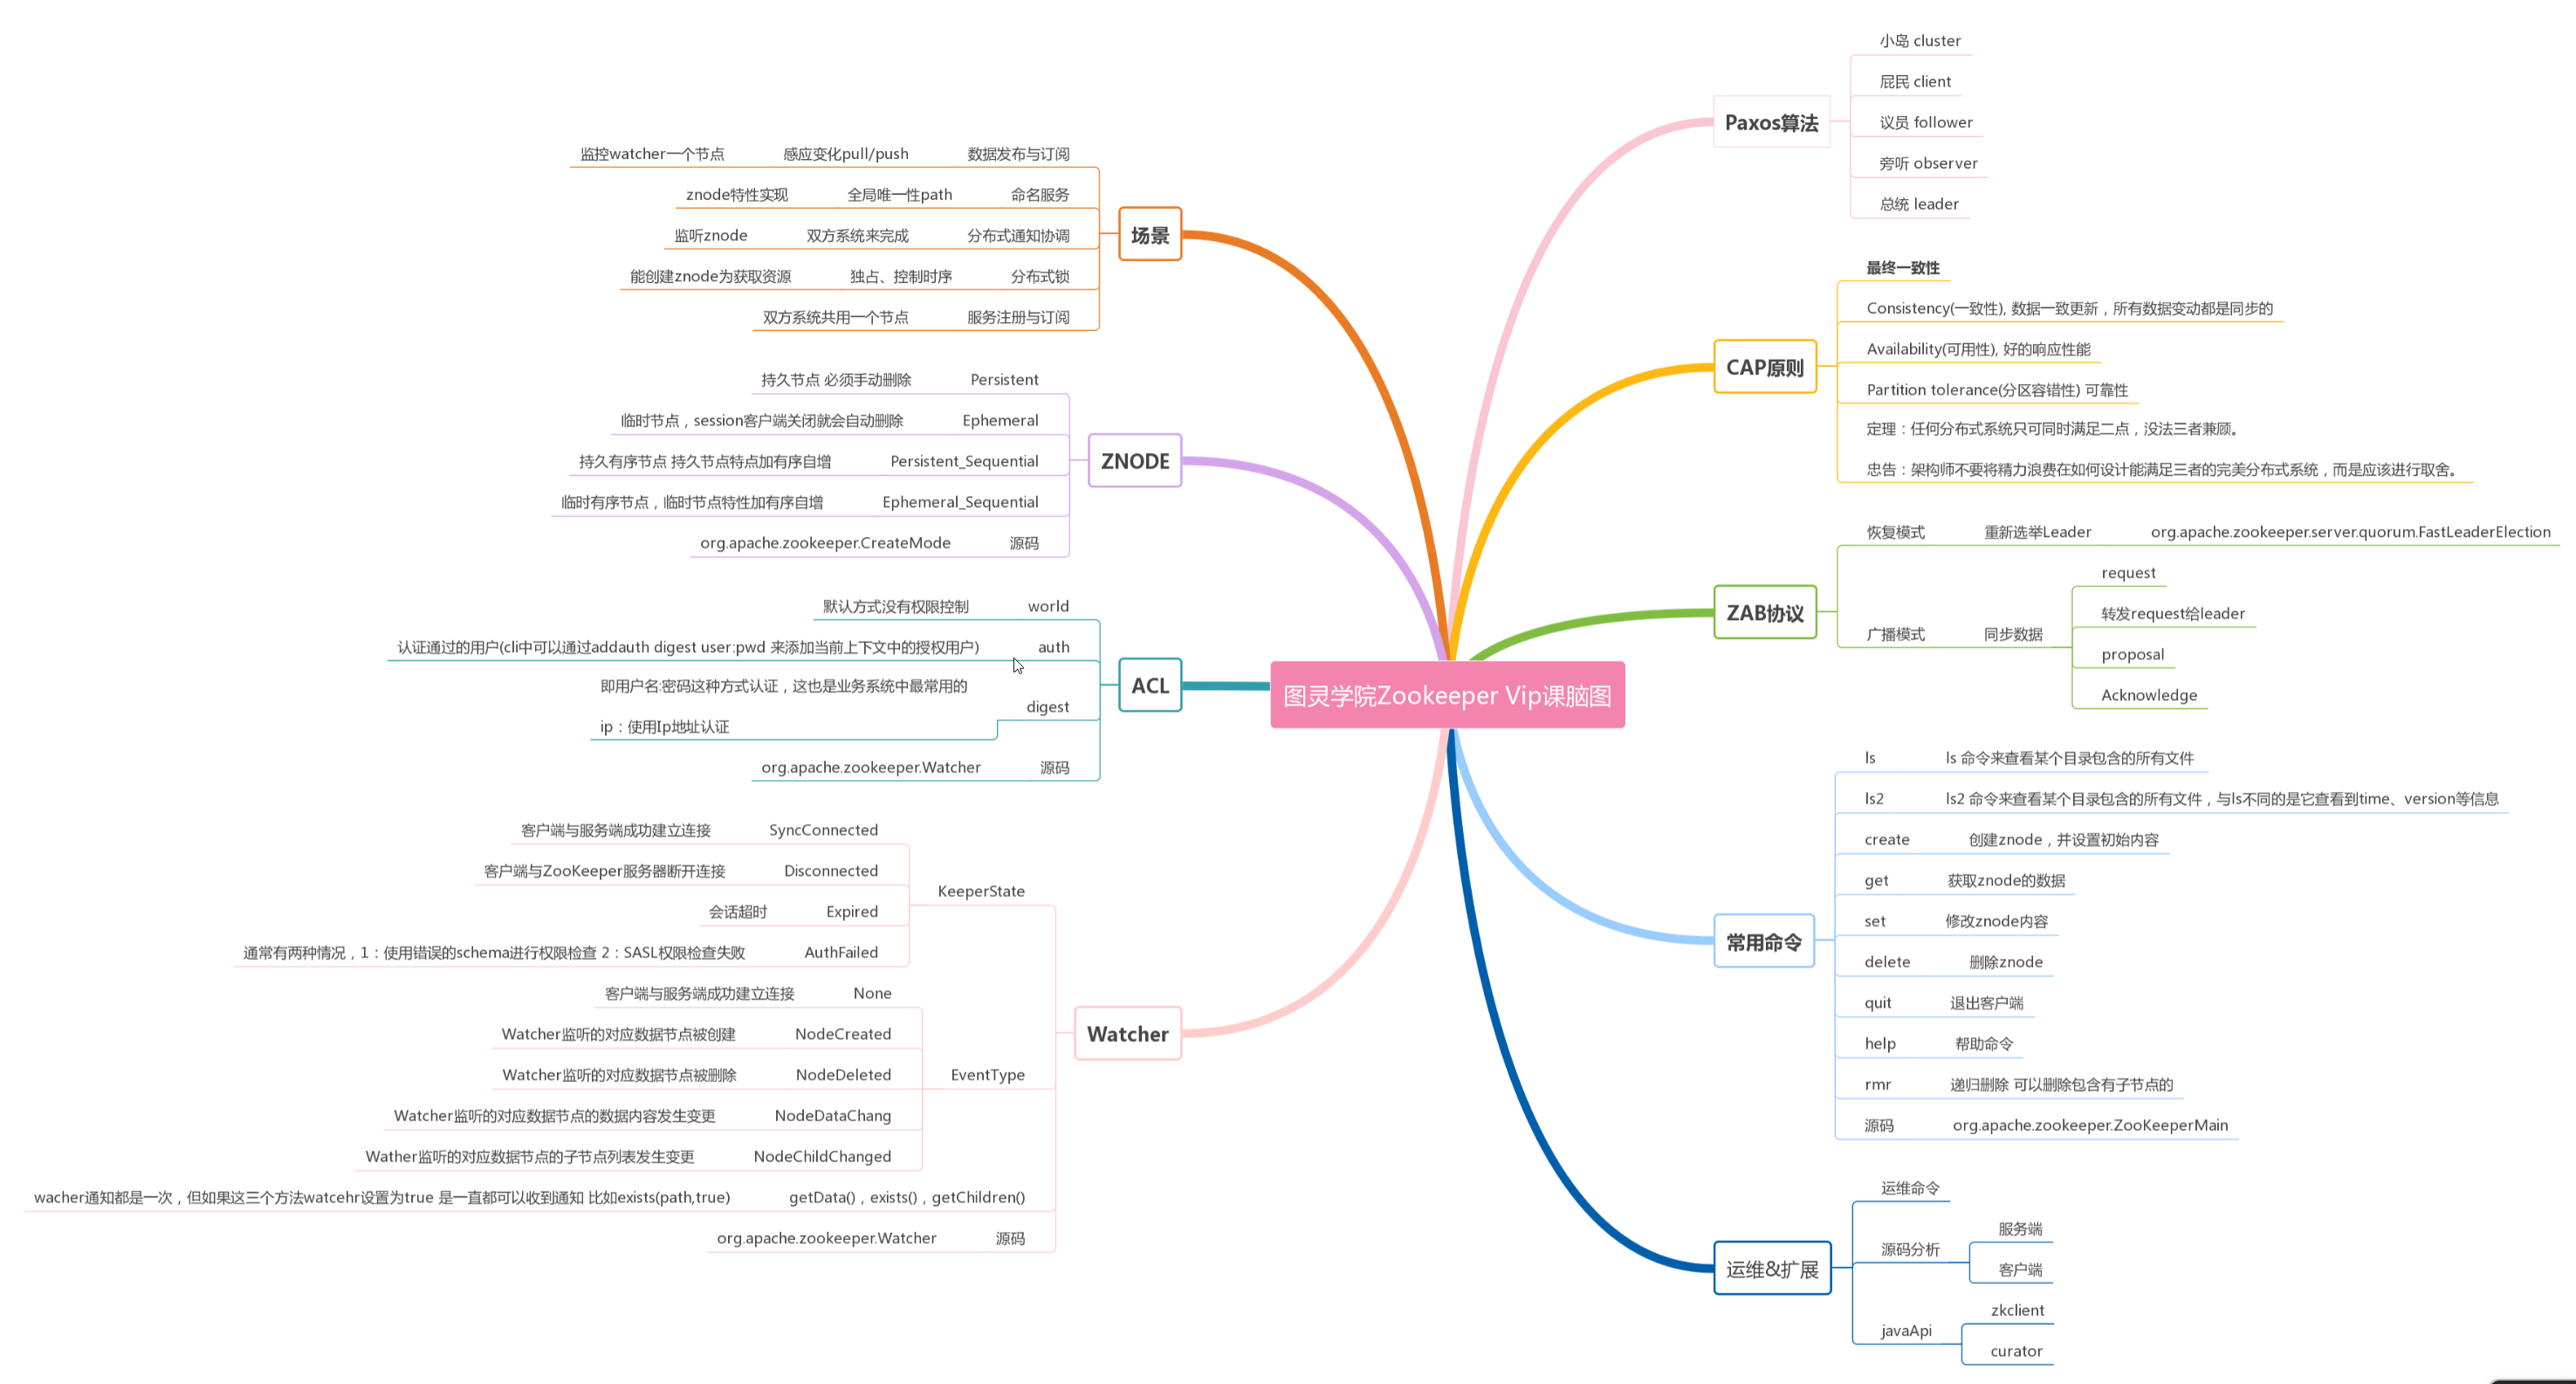 图灵学院Zookeeper Vip课脑图
Paxos算法
小岛 cluster
屁民 client
议员 follower
旁听 observer
总统 leader
CAP原则
最终一致性
Consistency(一致性), 数据一致更新，所有数据变动都是同步的
Availability(可用性), 好的响应性能
Partition tolerance(分区容错性) 可靠性
定理：任何分布式系统只可同时满足二点，没法三者兼顾。
忠告：架构师不要将精力浪费在如何设计能满足三者的完美分布式系统，而是应该进行取舍。
ZAB协议
恢复模式
重新选举Leader
org.apache.zookeeper.server.quorum.FastLeaderElection
广播模式
同步数据
request
转发request给leader
proposal
Acknowledge
常用命令
ls
ls 命令来查看某个目录包含的所有文件
ls2
ls2 命令来查看某个目录包含的所有文件，与ls不同的是它查看到time、version等信息
create
创建znode，并设置初始内容
get
获取znode的数据
set
修改znode内容
delete
删除znode
quit
退出客户端
help
帮助命令
rmr
递归删除 可以删除包含有子节点的
源码
org.apache.zookeeper.ZooKeeperMain
运维&扩展
运维命令
源码分析
服务端
客户端
javaApi
zkclient
curator
场景
数据发布与订阅
感应变化pull/push
监控watcher一个节点
命名服务
全局唯一性path
znode特性实现
分布式通知协调
双方系统来完成
监听znode
分布式锁
独占、控制时序
能创建znode为获取资源
服务注册与订阅
双方系统共用一个节点
ZNODE
Persistent
持久节点 必须手动删除
Ephemeral
临时节点，session客户端关闭就会自动删除
Persistent_Sequential
持久有序节点 持久节点特点加有序自增
Ephemeral_Sequential
临时有序节点，临时节点特性加有序自增
源码
org.apache.zookeeper.CreateMode
ACL
world
默认方式没有权限控制
auth
认证通过的用户(cli中可以通过addauth digest user:pwd 来添加当前上下文中的授权用户)
digest
即用户名:密码这种方式认证，这也是业务系统中最常用的
ip：使用Ip地址认证
源码
org.apache.zookeeper.Watcher
Watcher
KeeperState
SyncConnected
客户端与服务端成功建立连接
Disconnected
客户端与ZooKeeper服务器断开连接
Expired
会话超时
AuthFailed
通常有两种情况，1：使用错误的schema进行权限检查 2：SASL权限检查失败
EventType
None
客户端与服务端成功建立连接
NodeCreated
Watcher监听的对应数据节点被创建
NodeDeleted
Watcher监听的对应数据节点被删除
NodeDataChang
Watcher监听的对应数据节点的数据内容发生变更
NodeChildChanged
Wather监听的对应数据节点的子节点列表发生变更
getData()，exists()，getChildren()
wacher通知都是一次，但如果这三个方法watcehr设置为true 是一直都可以收到通知 比如exists(path,true)
源码
org.apache.zookeeper.Watcher